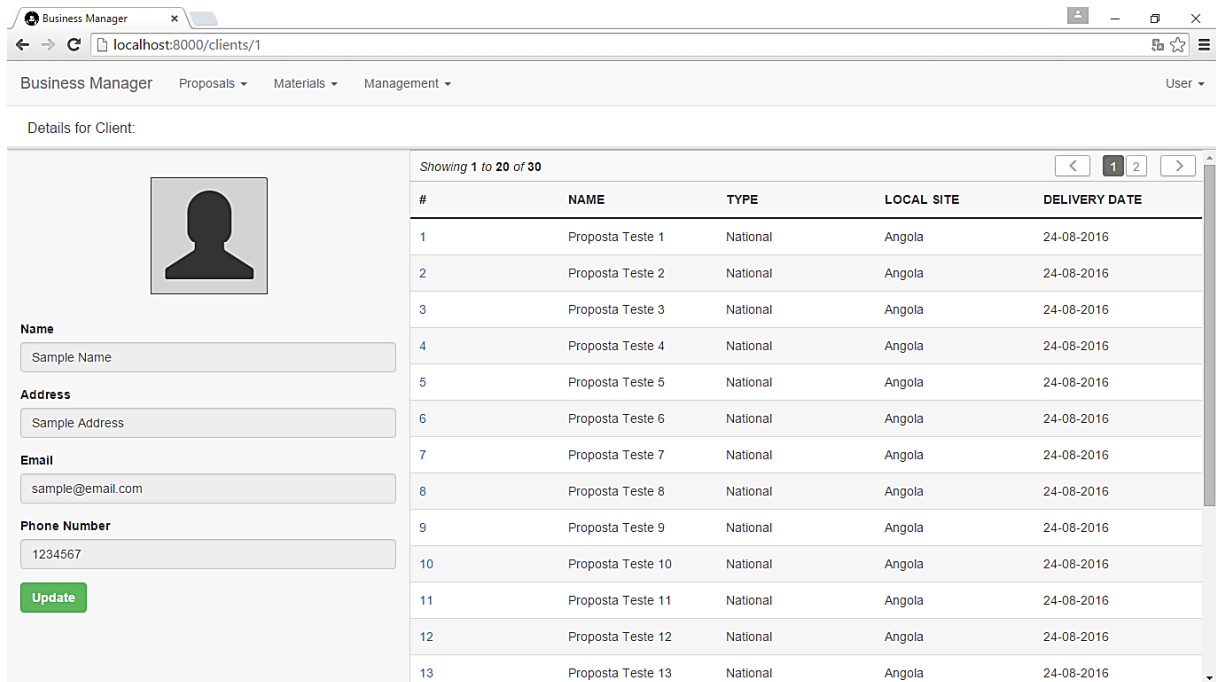 Business Manager
localhost:8000/clients/1
Business Manager Proposals Materials Management User
Details for Client:
Name
Sample Name
Address
Sample Address
Email
sample@email.com
Phone Number
1234567
Update
Showing 1 to 20 of 30 1 2
# NAME TYPE LOCAL SITE DELIVERY DATE
1 Proposta Teste 1 National Angola 24-08-2016
2 Proposta Teste 2 National Angola 24-08-2016
3 Proposta Teste 3 National Angola 24-08-2016
4 Proposta Teste 4 National Angola 24-08-2016
5 Proposta Teste 5 National Angola 24-08-2016
6 Proposta Teste 6 National Angola 24-08-2016
7 Proposta Teste 7 National Angola 24-08-2016
8 Proposta Teste 8 National Angola 24-08-2016
9 Proposta Teste 9 National Angola 24-08-2016
10 Proposta Teste 10 National Angola 24-08-2016
11 Proposta Teste 11 National Angola 24-08-2016
12 Proposta Teste 12 National Angola 24-08-2016
13 Proposta Teste 13 National Angola 24-08-2016